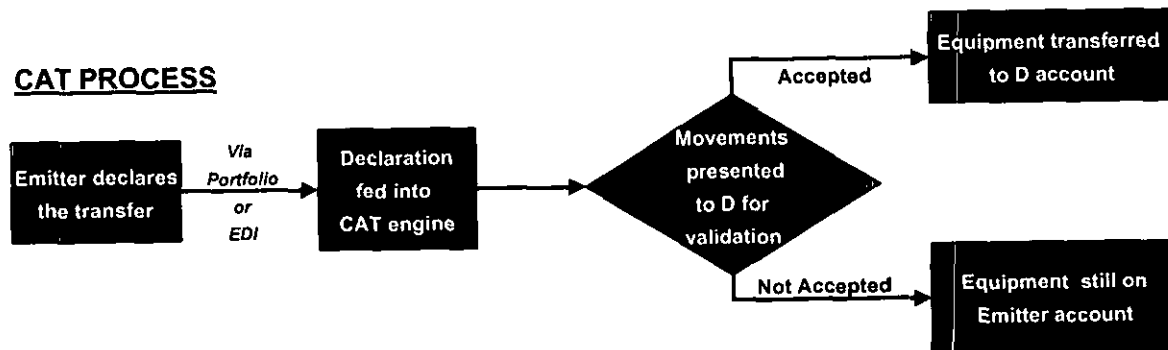 CAT PROCESS
Emitter declares
the transfer
Via
Portfolio
or
EDI
Declaration
fed into
CAT engine
Movements
presented
to D for
validation
Accepted
Equipment transferred
to D account
Not Accepted
Equipment still on
Emitter account